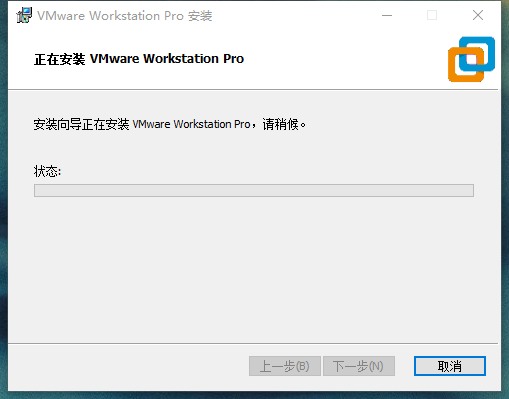 VMware Workstation Pro 安装
正在安装 VMware Workstation Pro
安装向导正在安装 VMware Workstation Pro，请稍候。
状态:
上一步(B) 下一步(N) 取消